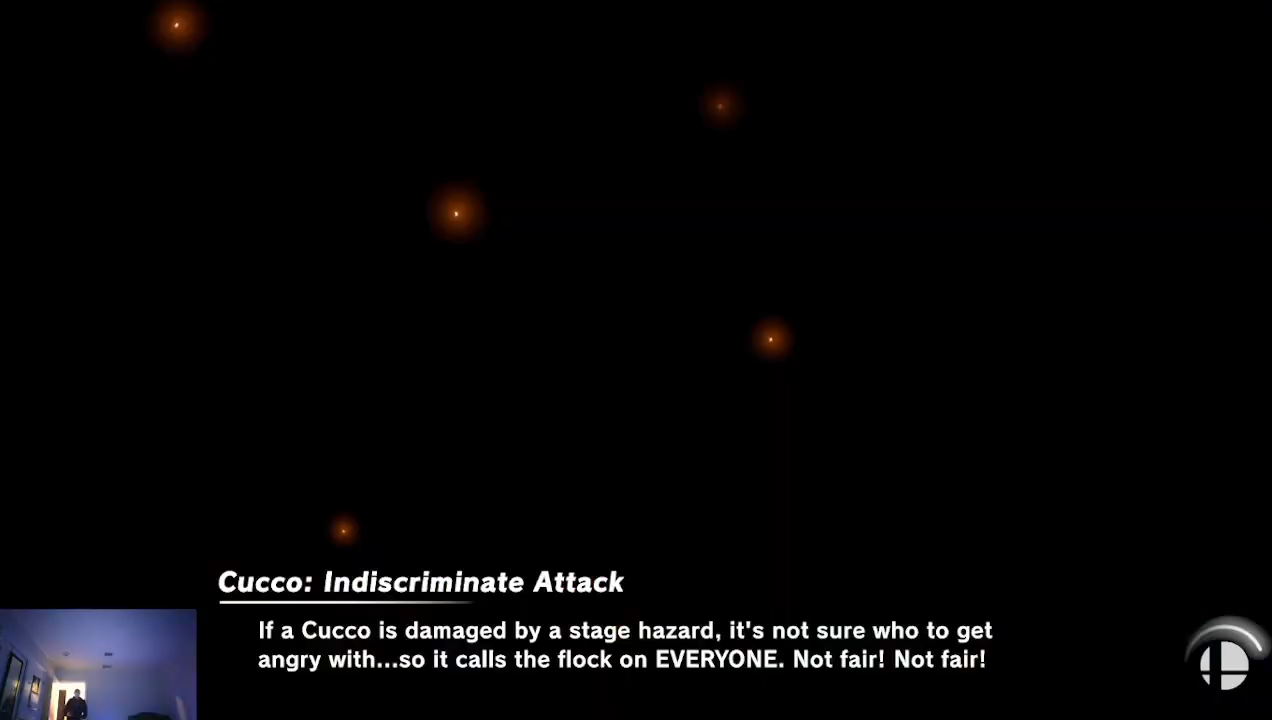 Cucco: Indiscriminate Attack
If a Cucco is damaged by a stage hazard, it's not sure who to get
angry with...so it calls the flock on EVERYONE. Not fair! Not fair!